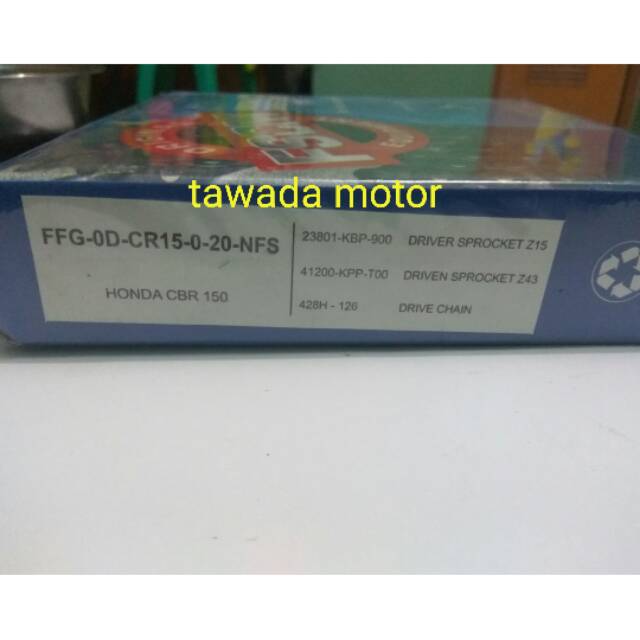 tawada motor
FFG-0D-CR15-0-20-NFS
HONDA CBR 150
23801-KBP-900 DRIVER SPROCKET Z15
41200-KPP-T00 DRIVEN SPROCKET Z43
428H - 126 DRIVE CHAIN